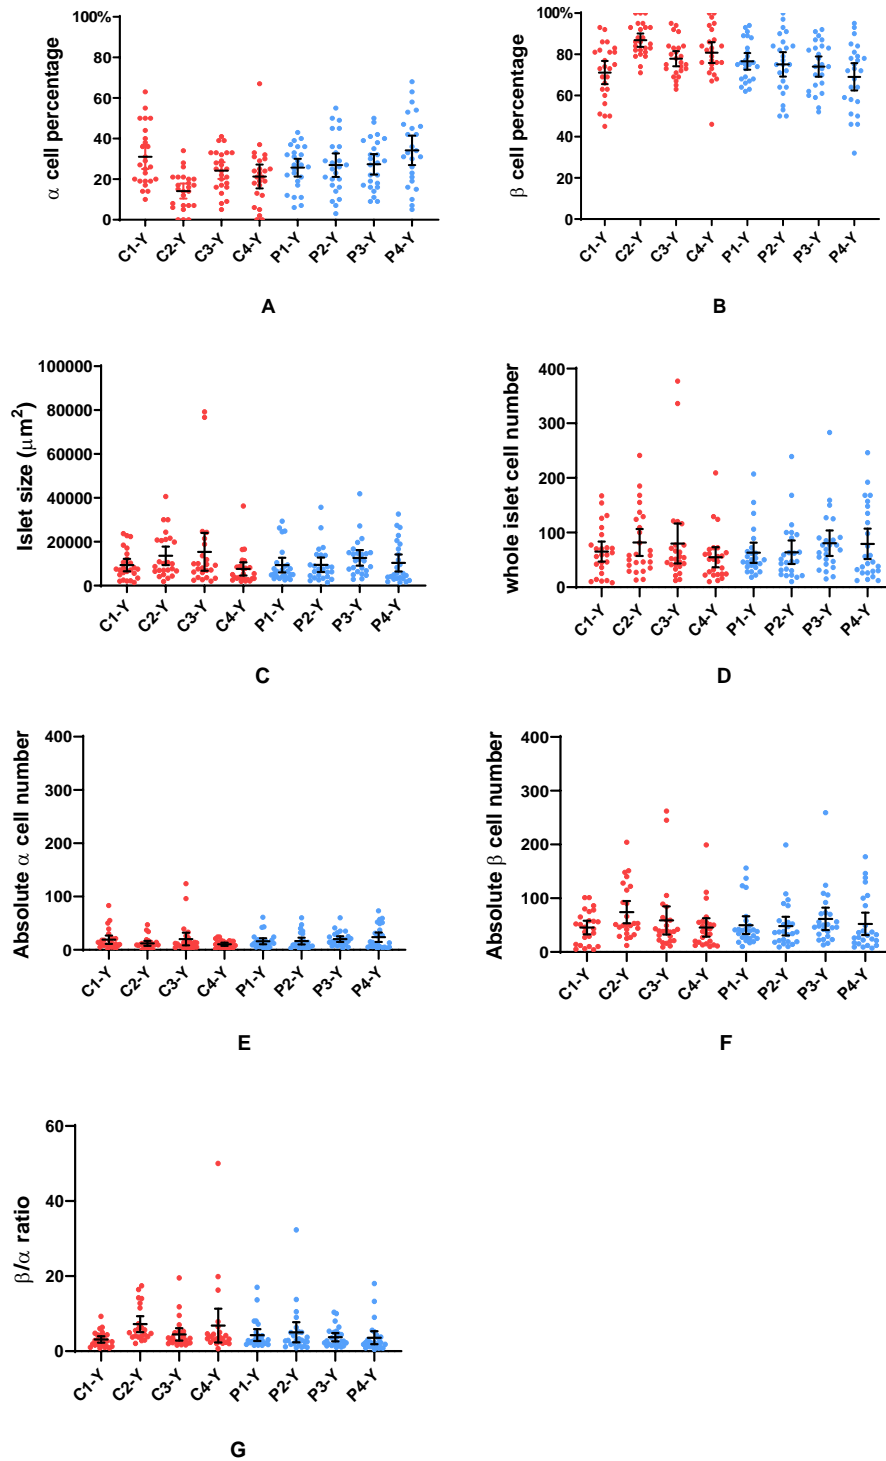 α cell percentage
100%
80
60
40
20
0
C1-Y C2-Y C3-Y C4-Y P1-Y P2-Y P3-Y P4-Y
A
β cell percentage
100%
80
60
40
20
0
C1-Y C2-Y C3-Y C4-Y P1-Y P2-Y P3-Y P4-Y
B
Islet size (μm²)
100000
80000
60000
40000
20000
0
C1-Y C2-Y C3-Y C4-Y P1-Y P2-Y P3-Y P4-Y
C
whole islet cell number
400
300
200
100
0
C1-Y C2-Y C3-Y C4-Y P1-Y P2-Y P3-Y P4-Y
D
Absolute α cell number
400
300
200
100
0
C1-Y C2-Y C3-Y C4-Y P1-Y P2-Y P3-Y P4-Y
E
Absolute β cell number
400
300
200
100
0
C1-Y C2-Y C3-Y C4-Y P1-Y P2-Y P3-Y P4-Y
F
β/α ratio
60
40
20
0
C1-Y C2-Y C3-Y C4-Y P1-Y P2-Y P3-Y P4-Y
G